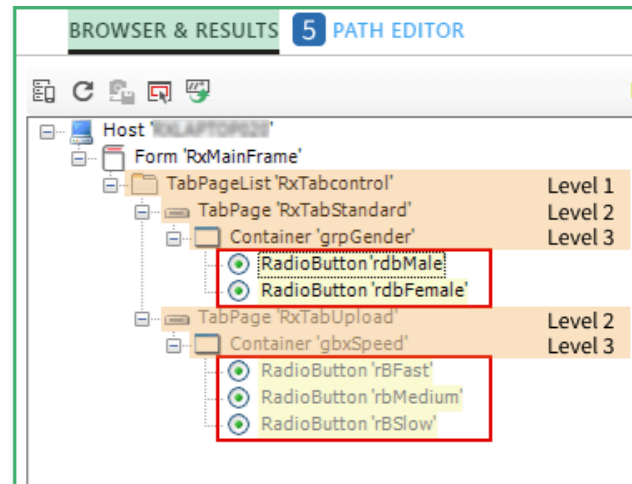 BROWSER & RESULTS 5 PATH EDITOR
Host '       '
Form 'RxMainFrame'
TabPageList 'RxTabcontrol' Level 1
TabPage 'RxTabStandard' Level 2
Container 'grpGender' Level 3
RadioButton 'rdbMale'
RadioButton 'rdbFemale'
TabPage 'RxTabUpload' Level 2
Container 'gbxSpeed' Level 3
RadioButton 'rBFast'
RadioButton 'rbMedium'
RadioButton 'rBSlow'